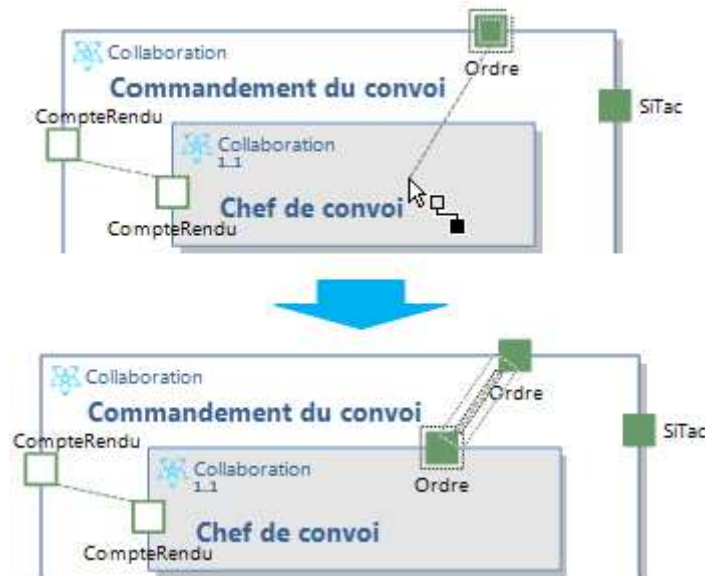 Collaboration
Ordre
Commandement du convoi
SiTac
CompteRendu
Collaboration
1..1
Chef de convoi
CompteRendu
Collaboration
Ordre
Commandement du convoi
SiTac
CompteRendu
Collaboration
1..1
Ordre
Chef de convoi
CompteRendu